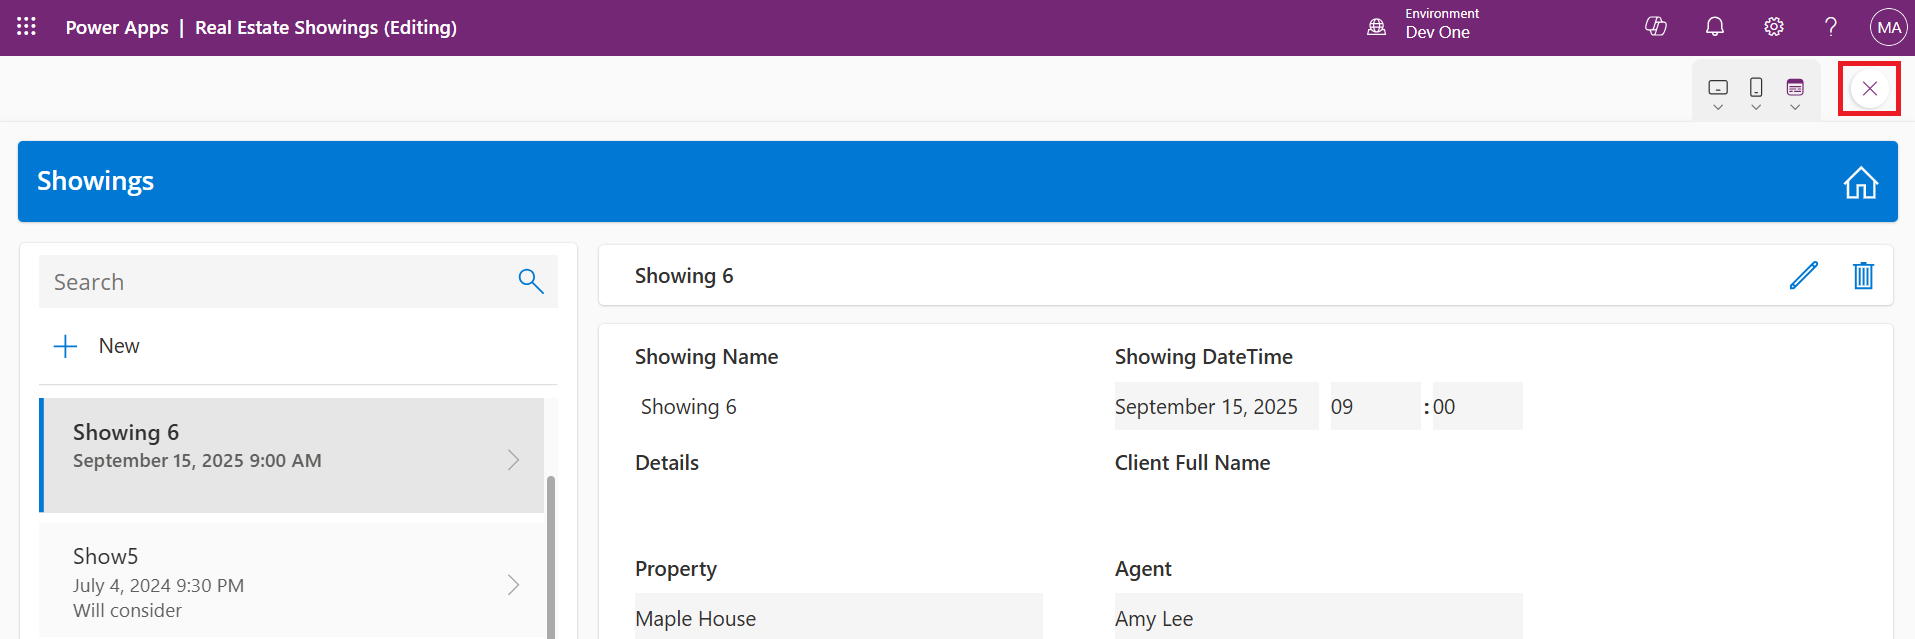 Power Apps | Real Estate Showings (Editing)
Environment
Dev One
MA
Showings
Search
New
Showing 6
September 15, 2025 9:00 AM
Show5
July 4, 2024 9:30 PM
Will consider
Showing 6
Showing Name
Showing DateTime
Showing 6
September 15, 2025 09 :00
Details
Client Full Name
Property
Agent
Maple House
Amy Lee